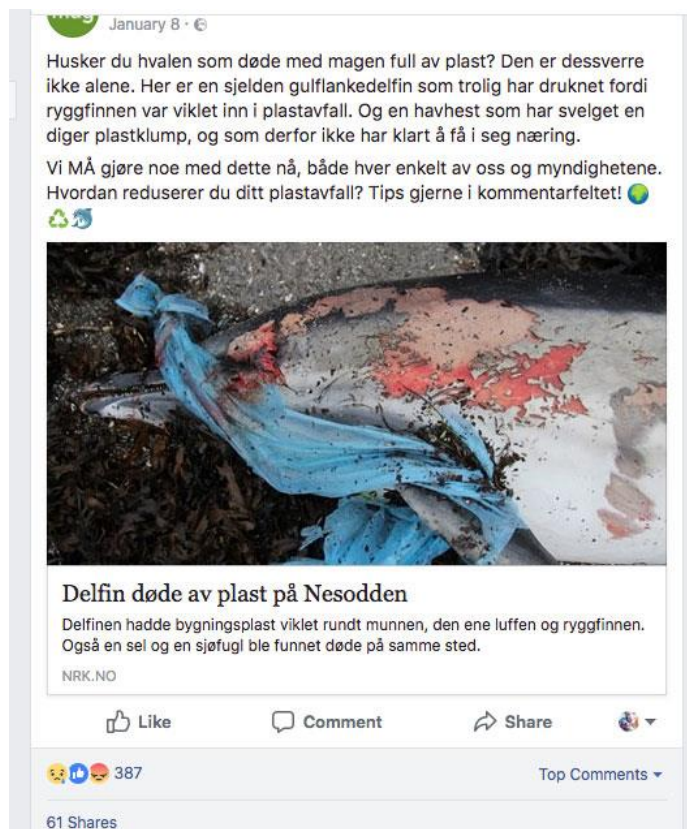 January 8
Husker du hvalen som døde med magen full av plast? Den er dessverre
ikke alene. Her er en sjelden gulflankedelfin som trolig har druknet fordi
ryggfinnen var viklet inn i plastavfall. Og en havhest som har svelget en
diger plastklump, og som derfor ikke har klart å få i seg næring.
Vi MÅ gjøre noe med dette nå, både hver enkelt av oss og myndighetene.
Hvordan reduserer du ditt plastavfall? Tips gjerne i kommentarfeltet!
Delfin døde av plast på Nesodden
Delfinen hadde bygningsplast viklet rundt munnen, den ene luffen og ryggfinnen.
Også en sel og en sjøfugl ble funnet døde på samme sted.
NRK.NO
Like Comment Share
387 Top Comments
61 Shares